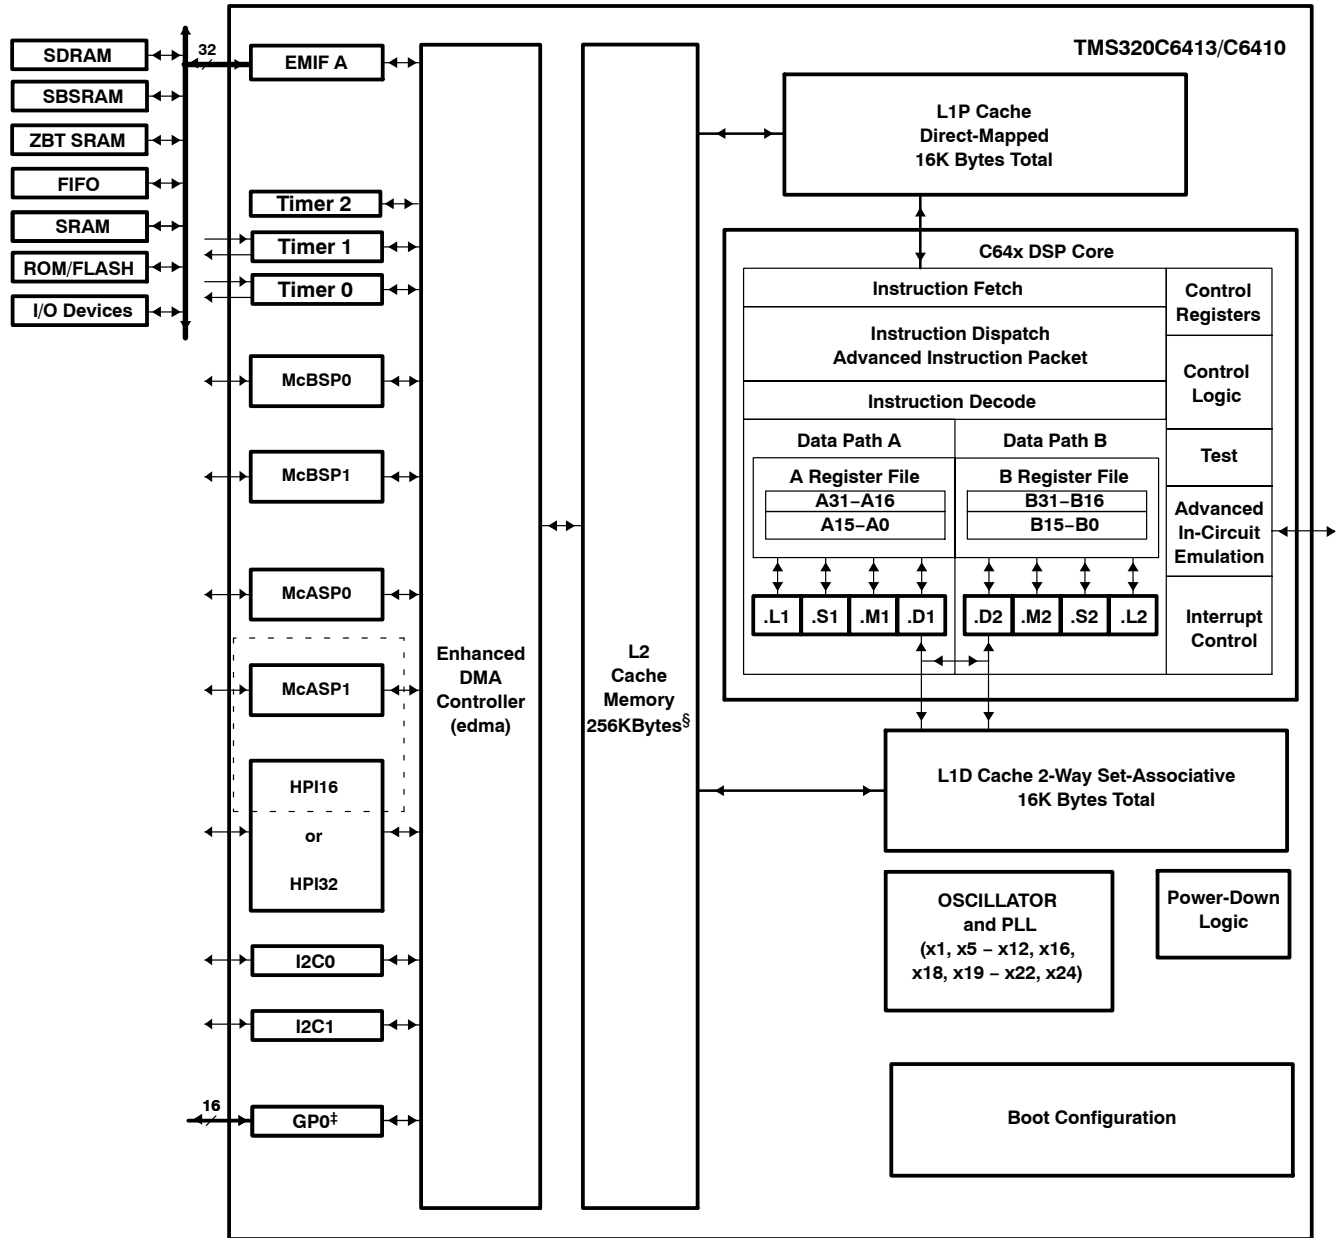 TMS320C6413/C6410
SDRAM
SBSRAM
ZBT SRAM
FIFO
SRAM
ROM/FLASH
I/O Devices
32
EMIF A
Timer 2
Timer 1
Timer 0
McBSP0
McBSP1
McASP0
McASP1
HPI16
or
HPI32
I2C0
I2C1
16
GP0‡
Enhanced
DMA
Controller
(edma)
L2
Cache
Memory
256KBytes§
L1P Cache
Direct-Mapped
16K Bytes Total
C64x DSP Core
Instruction Fetch
Instruction Dispatch
Advanced Instruction Packet
Instruction Decode
Data Path A
Data Path B
A Register File
A31−A16
A15−A0
B Register File
B31−B16
B15−B0
.L1 .S1 .M1 .D1
.D2 .M2 .S2 .L2
Control
Registers
Control
Logic
Test
Advanced
In-Circuit
Emulation
Interrupt
Control
L1D Cache 2-Way Set-Associative
16K Bytes Total
OSCILLATOR
and PLL
(x1, x5 − x12, x16,
x18, x19 − x22, x24)
Power-Down
Logic
Boot Configuration